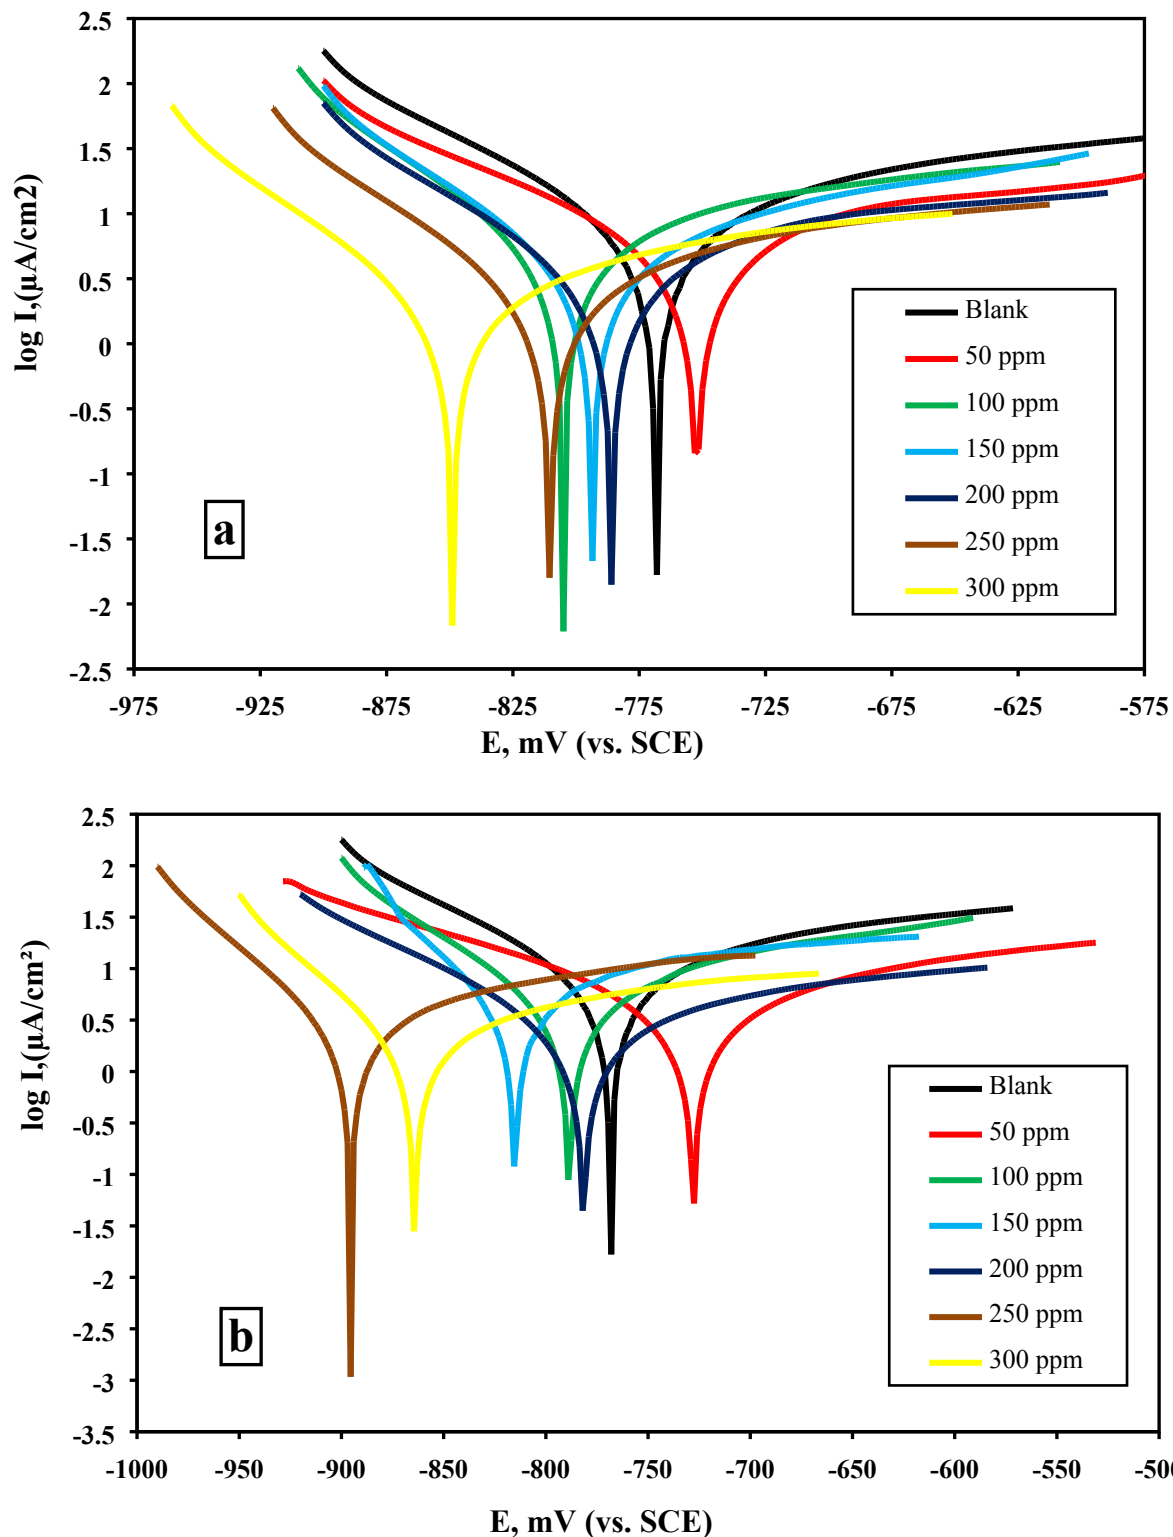 2.5
2
1.5
1
0.5
0
-0.5
-1
-1.5
-2
-2.5
log I,(µA/cm2)
a
Blank
50 ppm
100 ppm
150 ppm
200 ppm
250 ppm
300 ppm
-975 -925 -875 -825 -775 -725 -675 -625 -575
E, mV (vs. SCE)
2.5
2
1.5
1
0.5
0
-0.5
-1
-1.5
-2
-2.5
-3
-3.5
log I,(µA/cm²)
b
Blank
50 ppm
100 ppm
150 ppm
200 ppm
250 ppm
300 ppm
-1000 -950 -900 -850 -800 -750 -700 -650 -600 -550 -500
E, mV (vs. SCE)